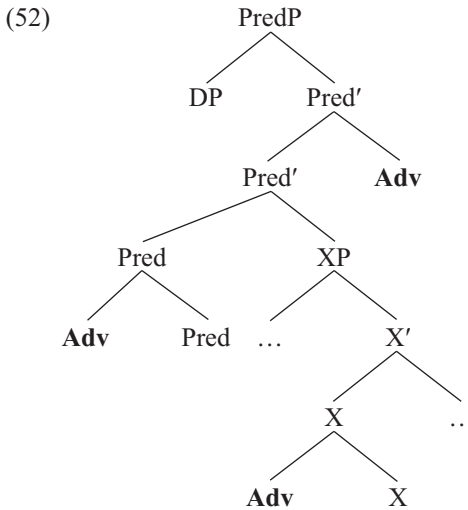 (52) PredP
DP Pred′
Pred′ Adv
Pred XP
Adv Pred … X′
X ..
Adv X